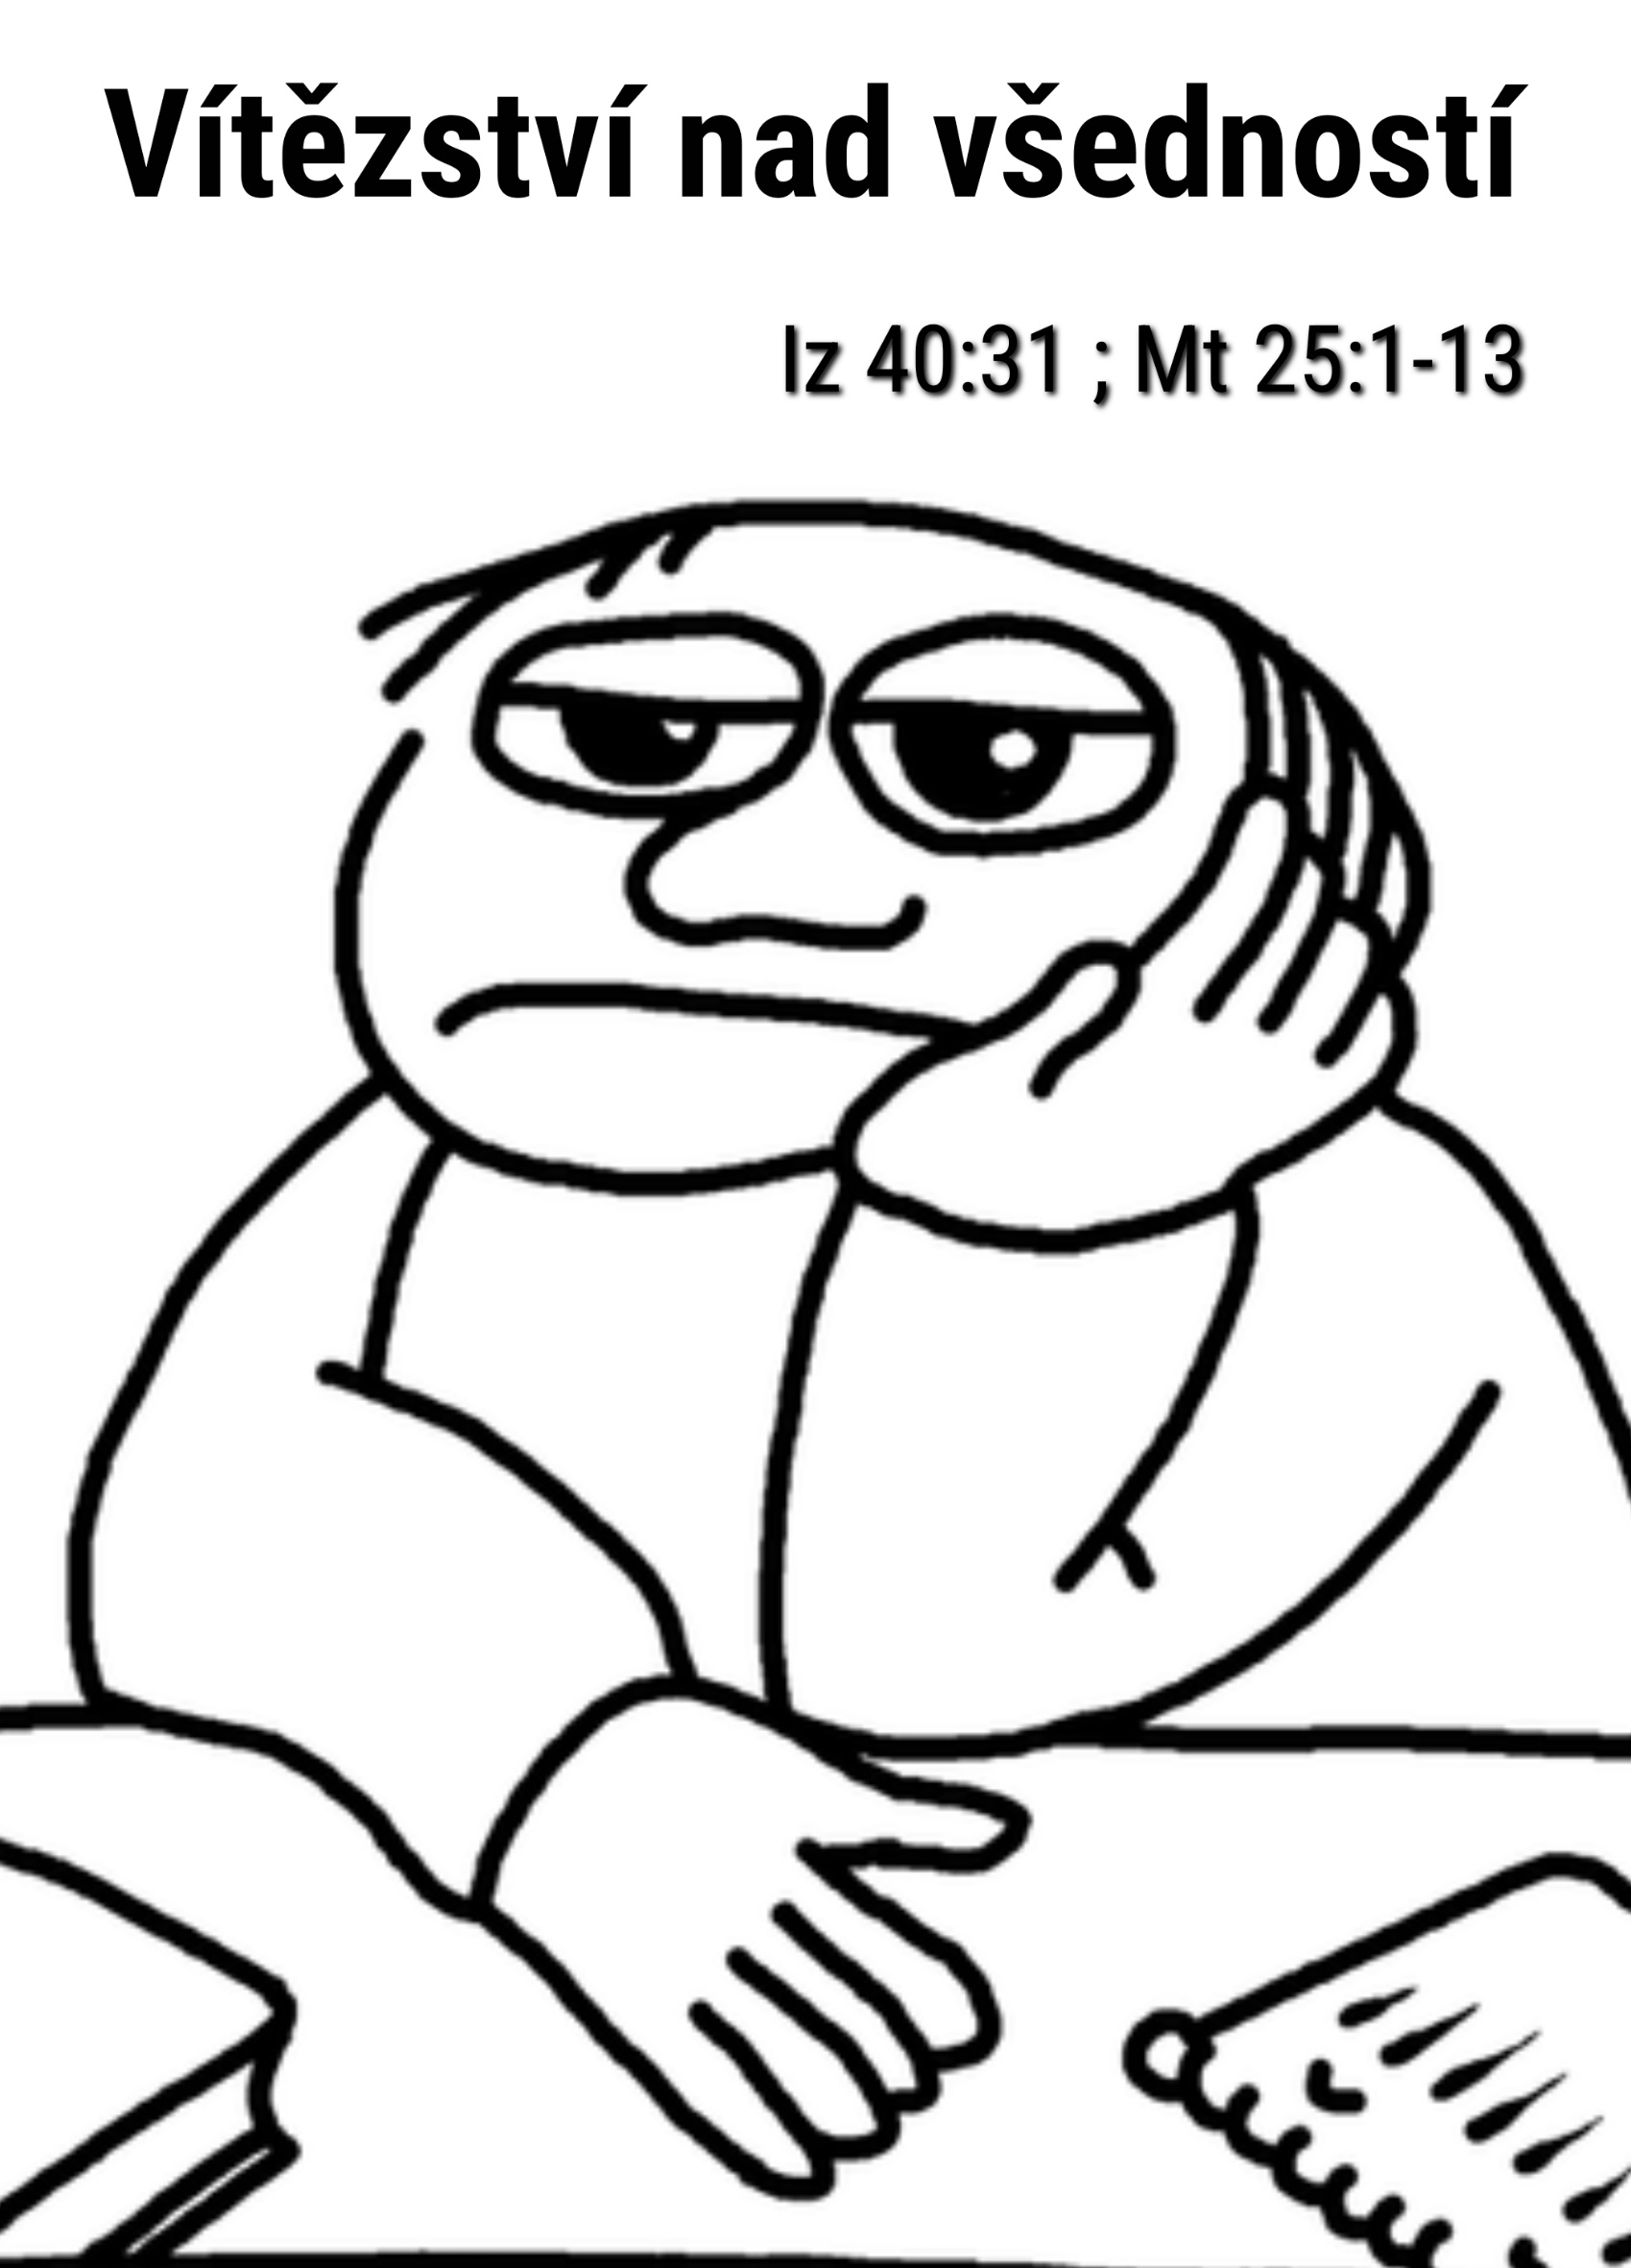 Vítězství nad všedností
Iz 40:31 ; Mt 25:1-13